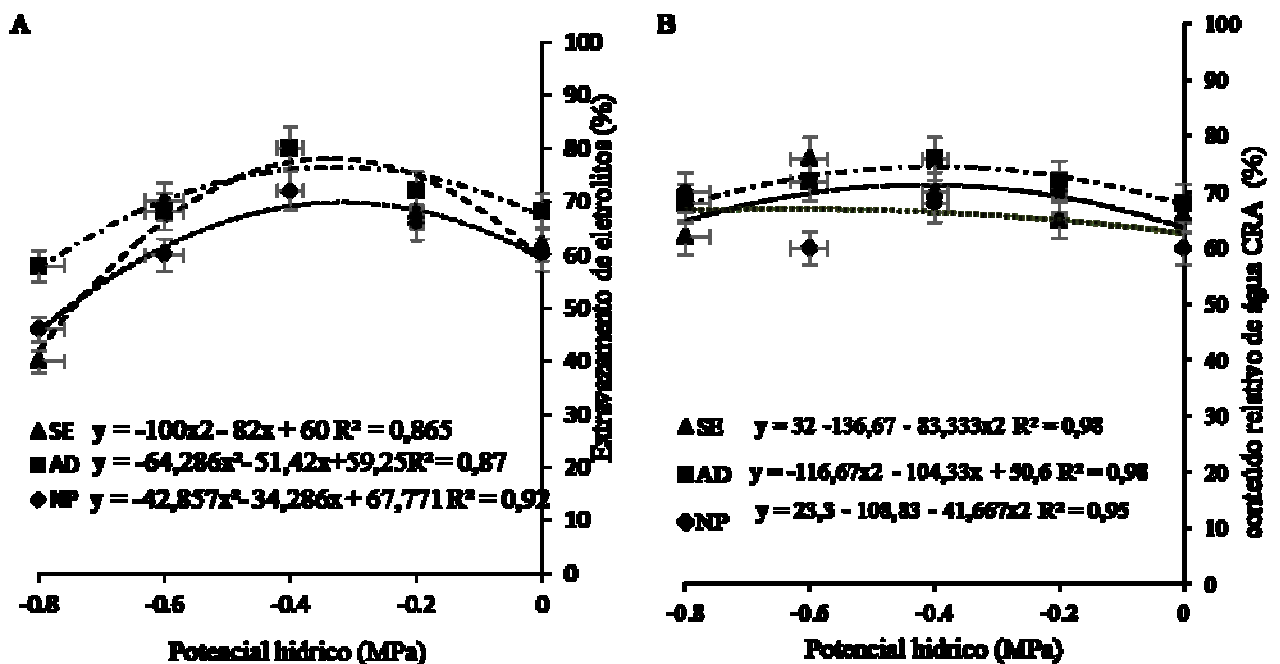 A
100
90
80
70
60
50
40
30
20
10
0
Extravazamento de eletrolitos (%)
▲SE y = -100x2 - 82x + 60 R² = 0,865
■AD y = -64,286x² - 51,42x+59,25R² = 0,87
●NP y = -42,857x² - 34,286x + 67,771 R² = 0,92
-0.8 -0.6 -0.4 -0.2 0
Potencial hídrico (MPa)
B
100
90
80
70
60
50
40
30
20
10
0
conteúdo relativo de água CRA (%)
▲SE y = 32 -136,67 - 83,333x2 R² = 0,98
■AD y = -116,67x2 - 104,33x + 50,6 R² = 0,98
●NP y = 23,3 - 108,83 - 41,667x2 R² = 0,95
-0.8 -0.6 -0.4 -0.2 0
Potencial hídrico (MPa)